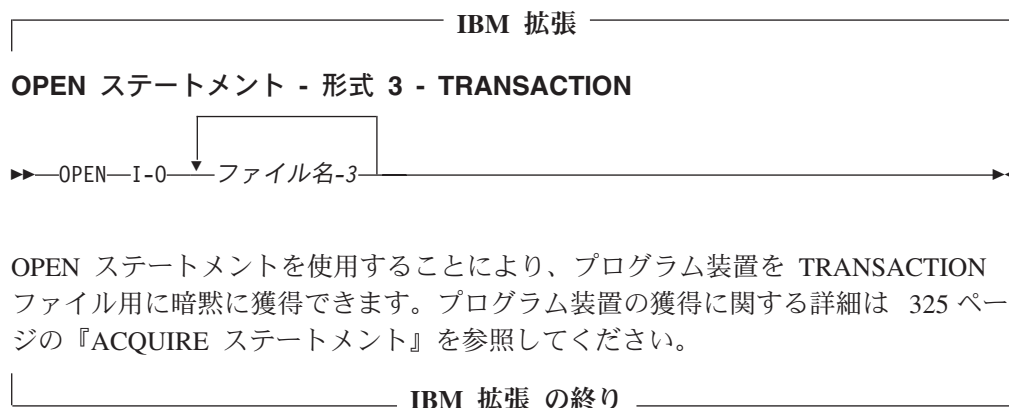 IBM 拡張
OPEN ステートメント - 形式 3 - TRANSACTION
OPEN I-O ファイル名-3
OPEN ステートメントを使用することにより、プログラム装置を TRANSACTION
ファイル用に暗黙に獲得できます。プログラム装置の獲得に関する詳細は 325 ペー
ジの『ACQUIRE ステートメント』を参照してください。
IBM 拡張 の終り